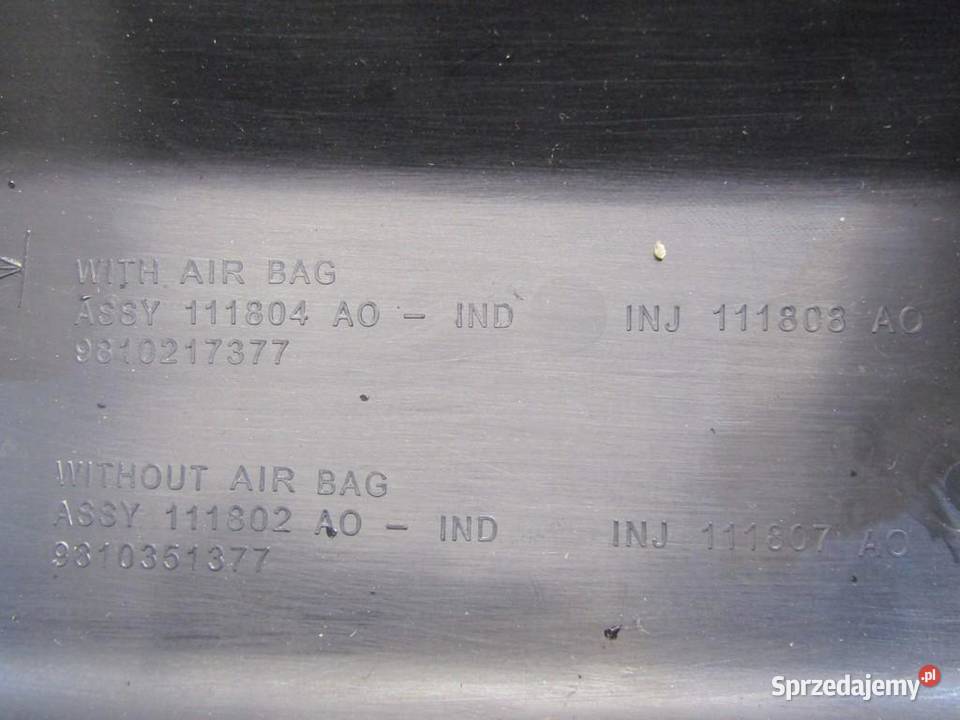 WITH AIR BAG
ASSY 111804 AO - IND INJ 111808 AO
9810217377
WITHOUT AIR BAG
ASSY 111802 AO - IND INJ 111807 AO
9810351377
Sprzedajemy.pl